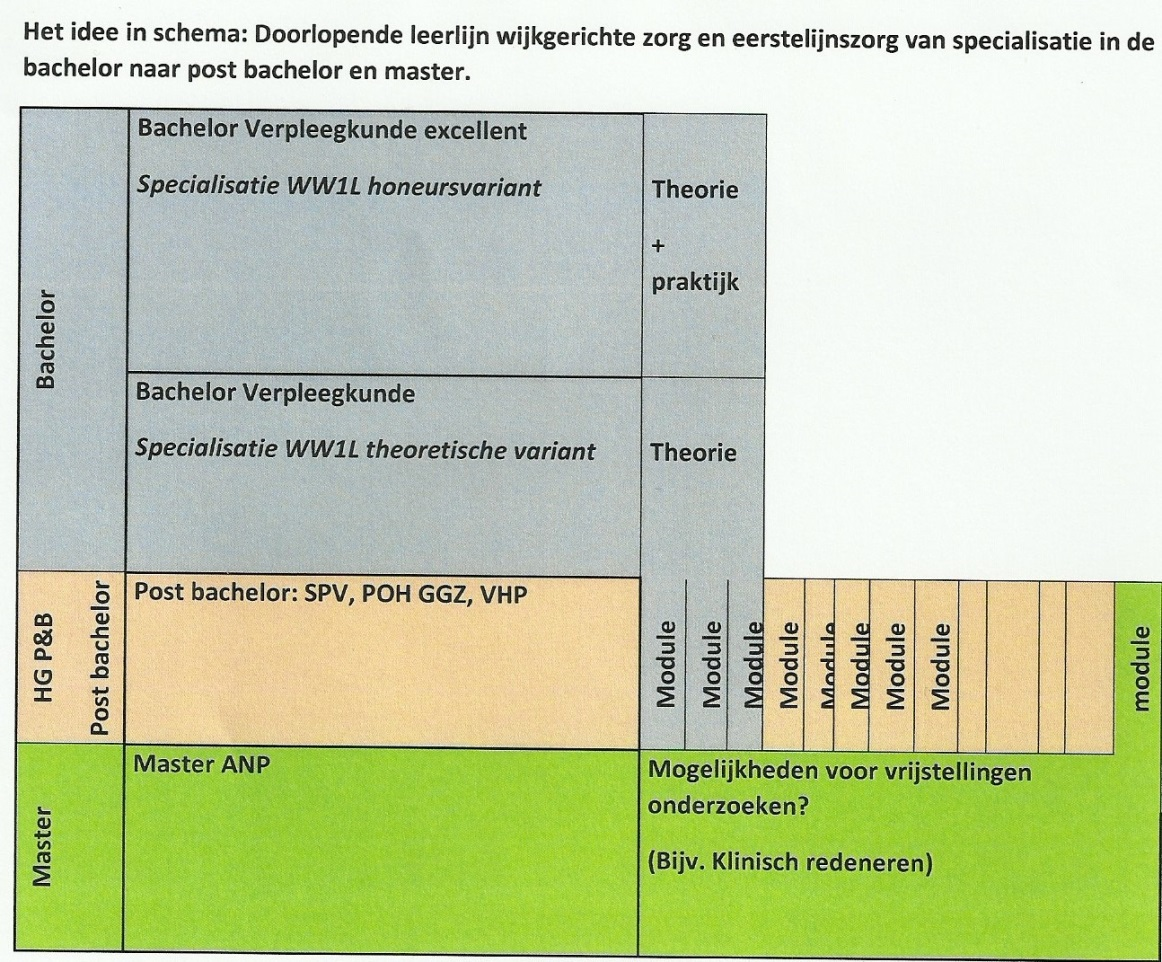 Het idee in schema: Doorlopende leerlijn wijkgerichte zorg en eerstelijnszorg van specialisatie in de
bachelor naar post bachelor en master.
Bachelor
Bachelor Verpleegkunde excellent
Specialisatie WW1L honeursvariant
Theorie
+
praktijk
Bachelor Verpleegkunde
Specialisatie WW1L theoretische variant
Theorie
HG P&B
Post bachelor
Post bachelor: SPV, POH GGZ, VHP
Module
Module
Module
Module
Module
Module
Module
Module
module
Master
Master ANP
Mogelijkheden voor vrijstellingen
onderzoeken?
(Bijv. Klinisch redeneren)